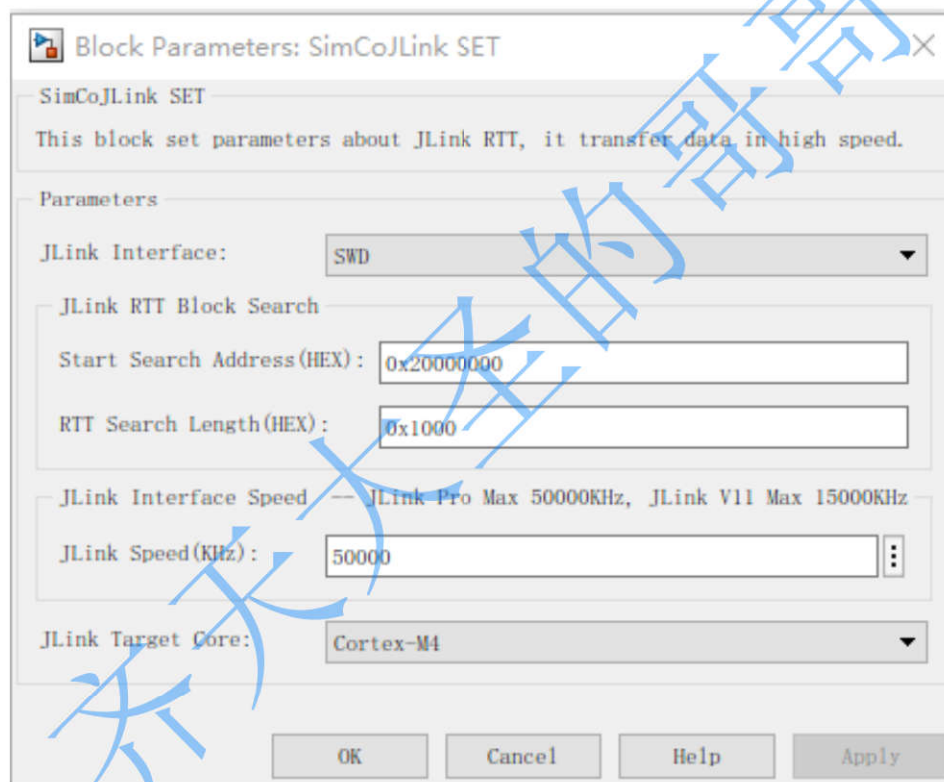 Block Parameters: SimCoJLink SET
SimCoJLink SET
This block set parameters about JLink RTT, it transfer data in high speed.
Parameters
JLink Interface: SWD
JLink RTT Block Search
Start Search Address(HEX): 0x20000000
RTT Search Length(HEX): 0x1000
JLink Interface Speed -- JLink Pro Max 50000KHz, JLink V11 Max 15000KHz
JLink Speed(KHz): 50000
JLink Target Core: Cortex-M4
OK Cancel Help Apply
齐天大圣的哥哥